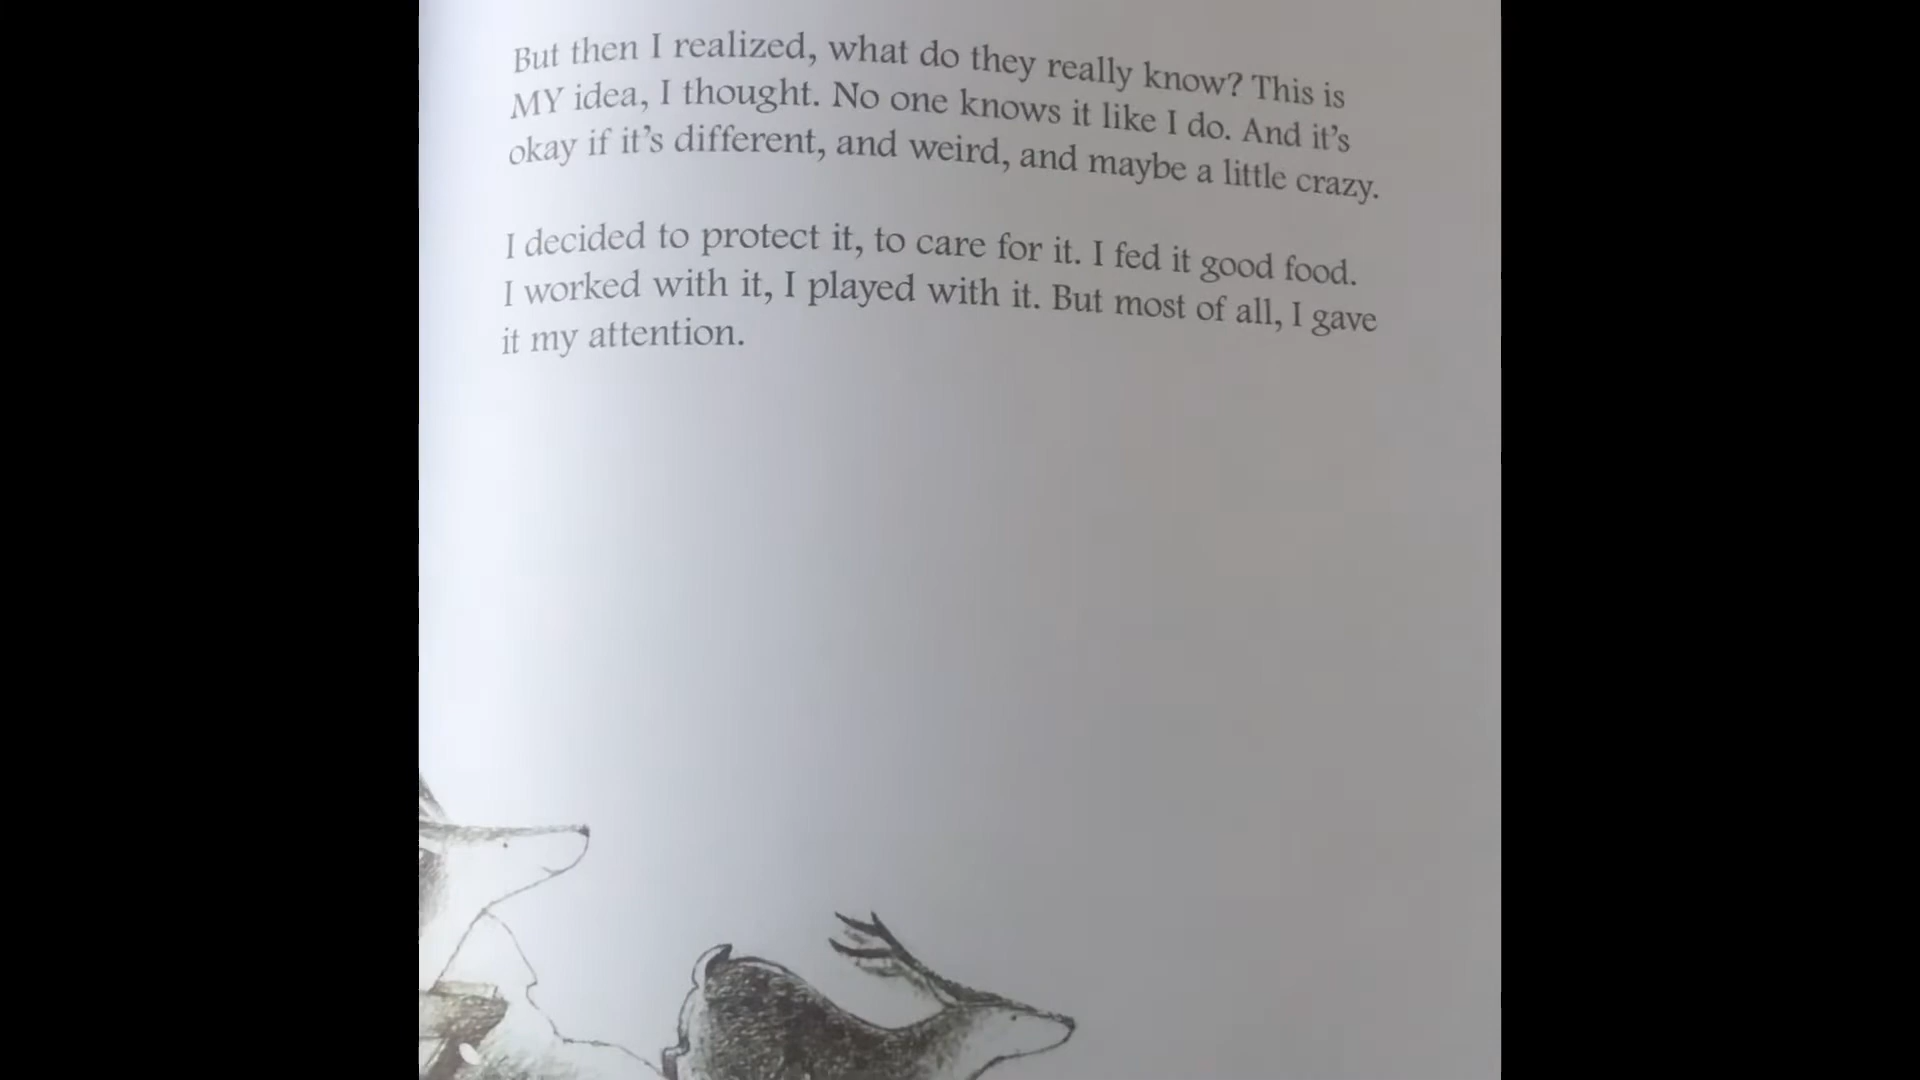 But then I realized, what do they really know? This is
MY idea, I thought. No one knows it like I do. And it's
okay if it's different, and weird, and maybe a little crazy.
I decided to protect it, to care for it. I fed it good food.
I worked with it, I played with it. But most of all, I gave
it my attention.